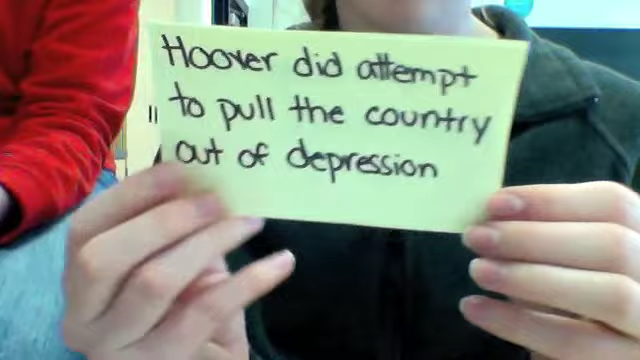 Hoover did attempt
to pull the country
out of depression